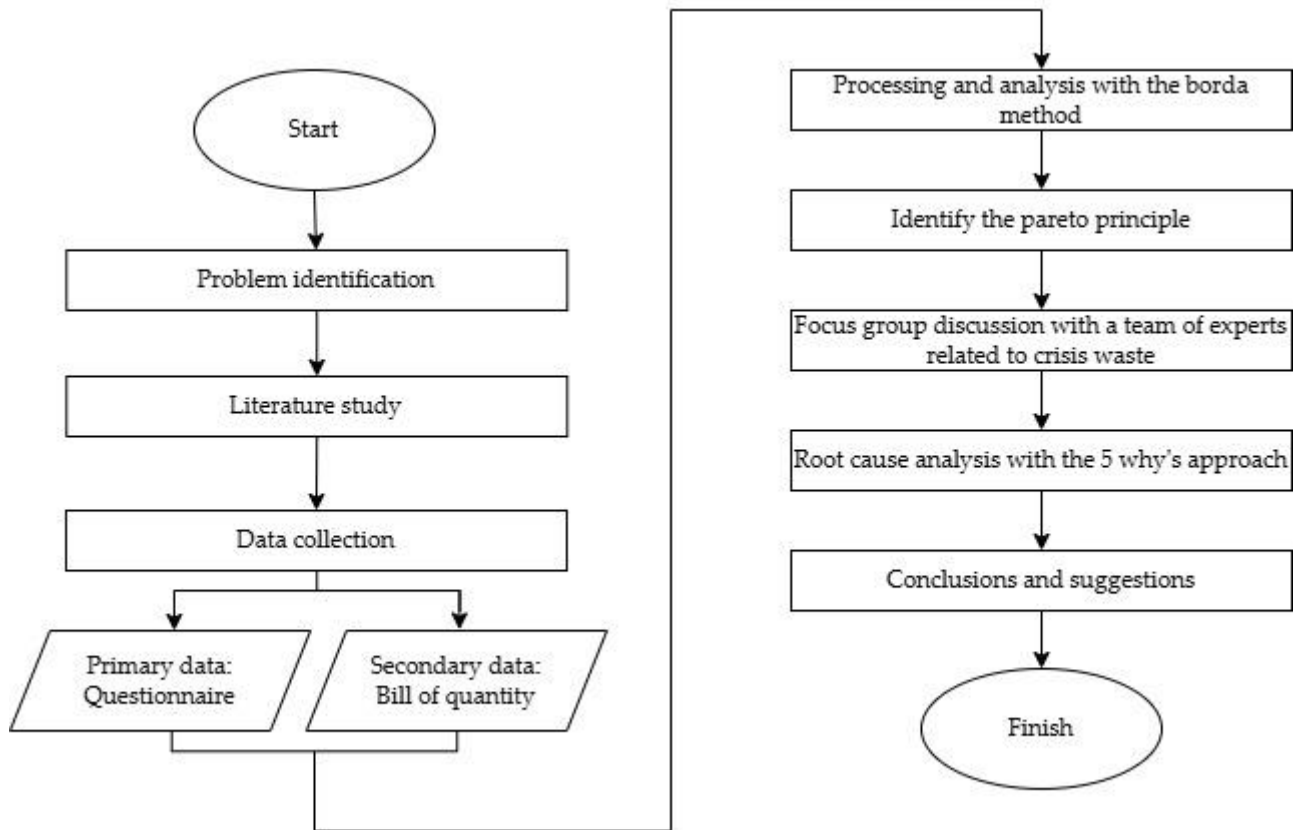 Start
Problem identification
Literature study
Data collection
Primary data:
Questionnaire
Secondary data:
Bill of quantity
Processing and analysis with the borda
method
Identify the pareto principle
Focus group discussion with a team of experts
related to crisis waste
Root cause analysis with the 5 why's approach
Conclusions and suggestions
Finish